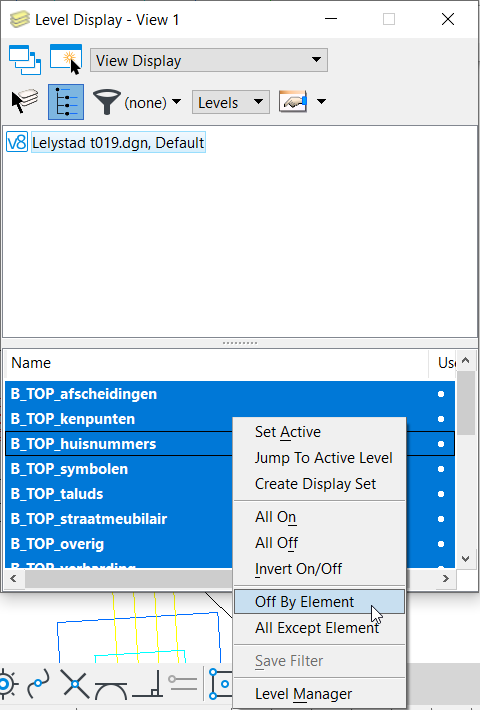 Level Display - View 1
View Display
(none)
Levels
V8 Lelystad t019.dgn, Default
Name
B_TOP_afscheidingen
B_TOP_kenpunten
B_TOP_huisnummers
B_TOP_symbolen
B_TOP_taluds
B_TOP_straatmeubilair
B_TOP_overig
Set Active
Jump To Active Level
Create Display Set
All On
All Off
Invert On/Off
Off By Element
All Except Element
Save Filter
Level Manager